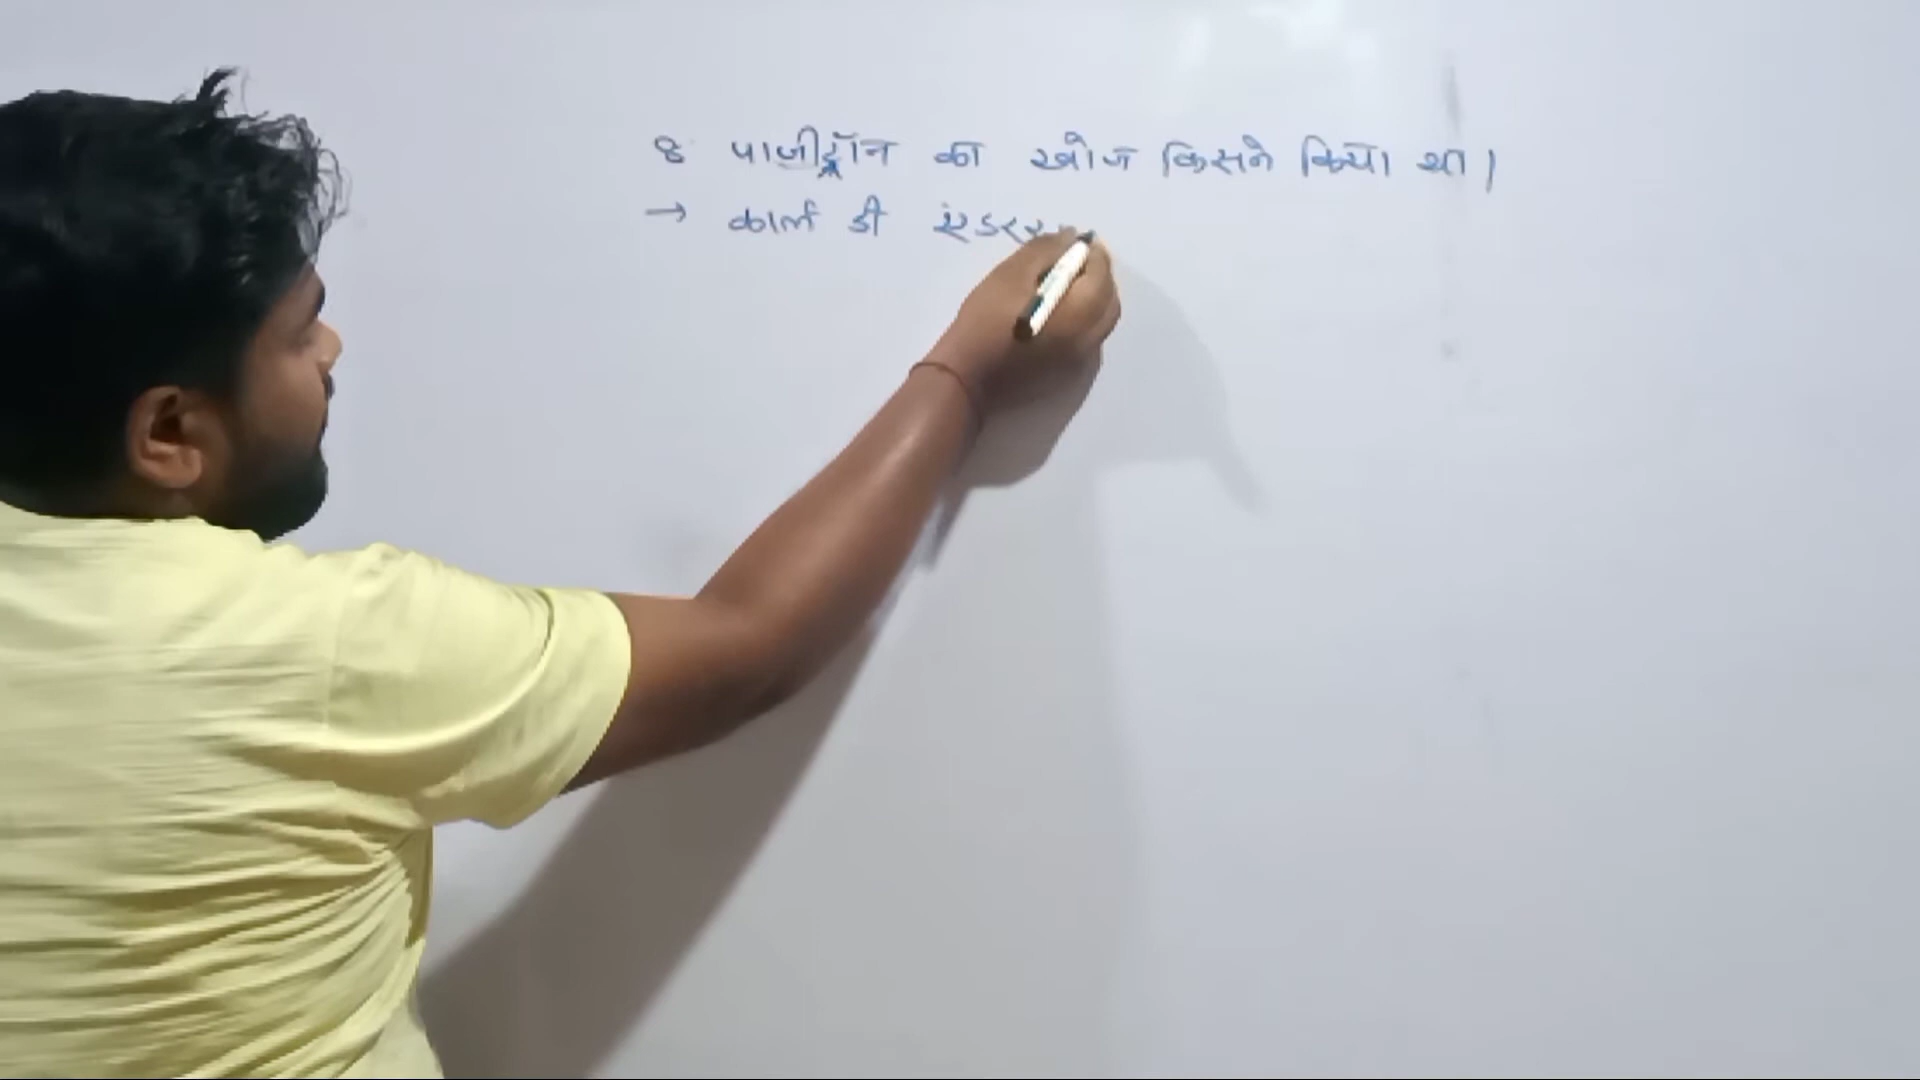 8 पाजीट्रॉन का खोज किसने किया था।
→ कार्ल डी एंडरस